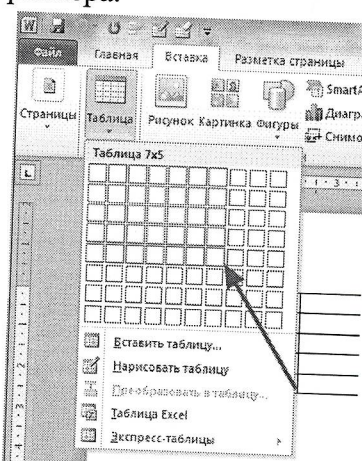 W
Файл Главная Вставка Разметка страницы
Страницы Таблица Рисунок Картинка Фигуры
SmartA
Диагра
Снимо
Таблица 7x5
Вставить таблицу...
Нарисовать таблицу
Преобразовать в таблицу...
Таблица Excel
Экспресс-таблицы